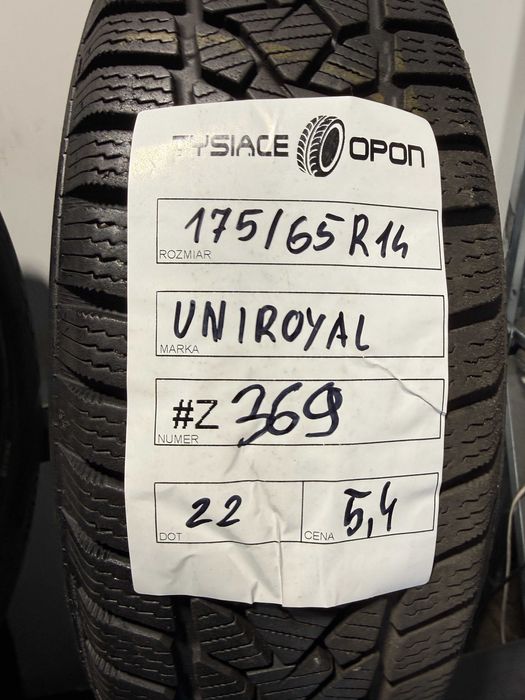 TYSIACE OPON
175/65 R14
ROZMIAR
UNIROYAL
MARKA
#Z 369
NUMER
22 5,4
DOT CENA